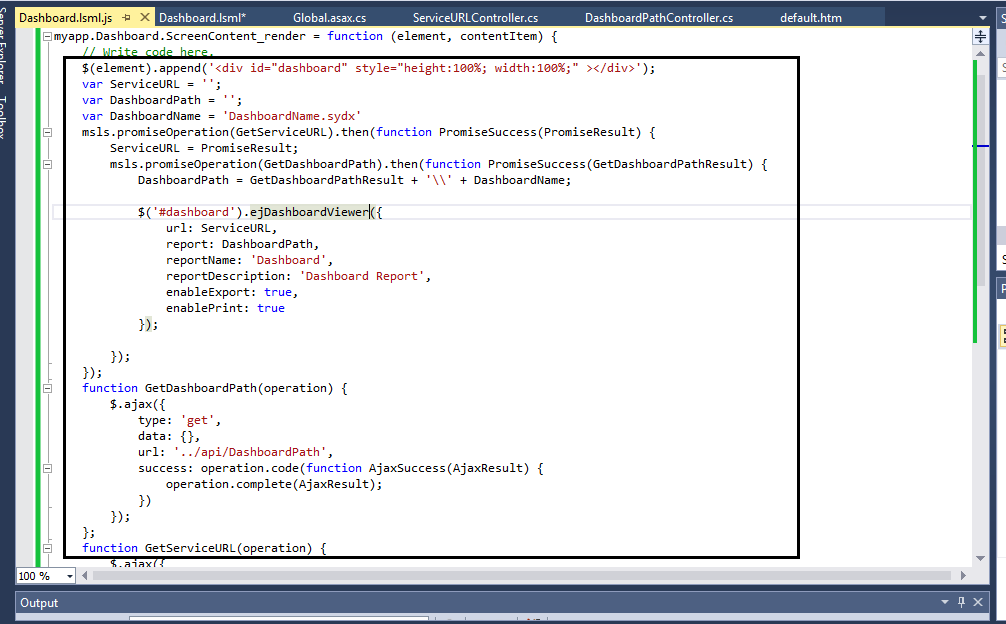 Server Explorer
Toolbox
Dashboard.lsml.js
Dashboard.lsml*
Global.asax.cs
ServiceURLController.cs
DashboardPathController.cs
default.htm
myapp.Dashboard.ScreenContent_render = function (element, contentItem) {
// Write code here.
$(element).append('<div id="dashboard" style="height:100%; width:100%;" ></div>');
var ServiceURL = '';
var DashboardPath = '';
var DashboardName = 'DashboardName.sydx'
msls.promiseOperation(GetServiceURL).then(function PromiseSuccess(PromiseResult) {
ServiceURL = PromiseResult;
msls.promiseOperation(GetDashboardPath).then(function PromiseSuccess(GetDashboardPathResult) {
DashboardPath = GetDashboardPathResult + '\\' + DashboardName;
$('#dashboard').ejDashboardViewer({
url: ServiceURL,
report: DashboardPath,
reportName: 'Dashboard',
reportDescription: 'Dashboard Report',
enableExport: true,
enablePrint: true
});
});
});
function GetDashboardPath(operation) {
$.ajax({
type: 'get',
data: {},
url: '../api/DashboardPath',
success: operation.code(function AjaxSuccess(AjaxResult) {
operation.complete(AjaxResult);
})
});
};
function GetServiceURL(operation) {
$.ajax({
100 %
Output